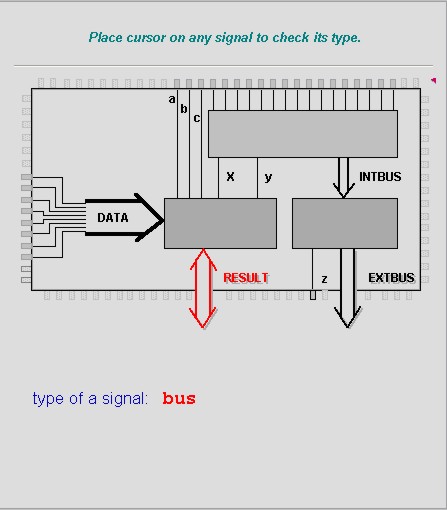 Place cursor on any signal to check its type.
a
b
c
x
y
INTBUS
DATA
RESULT
z
EXTBUS
type of a signal: bus